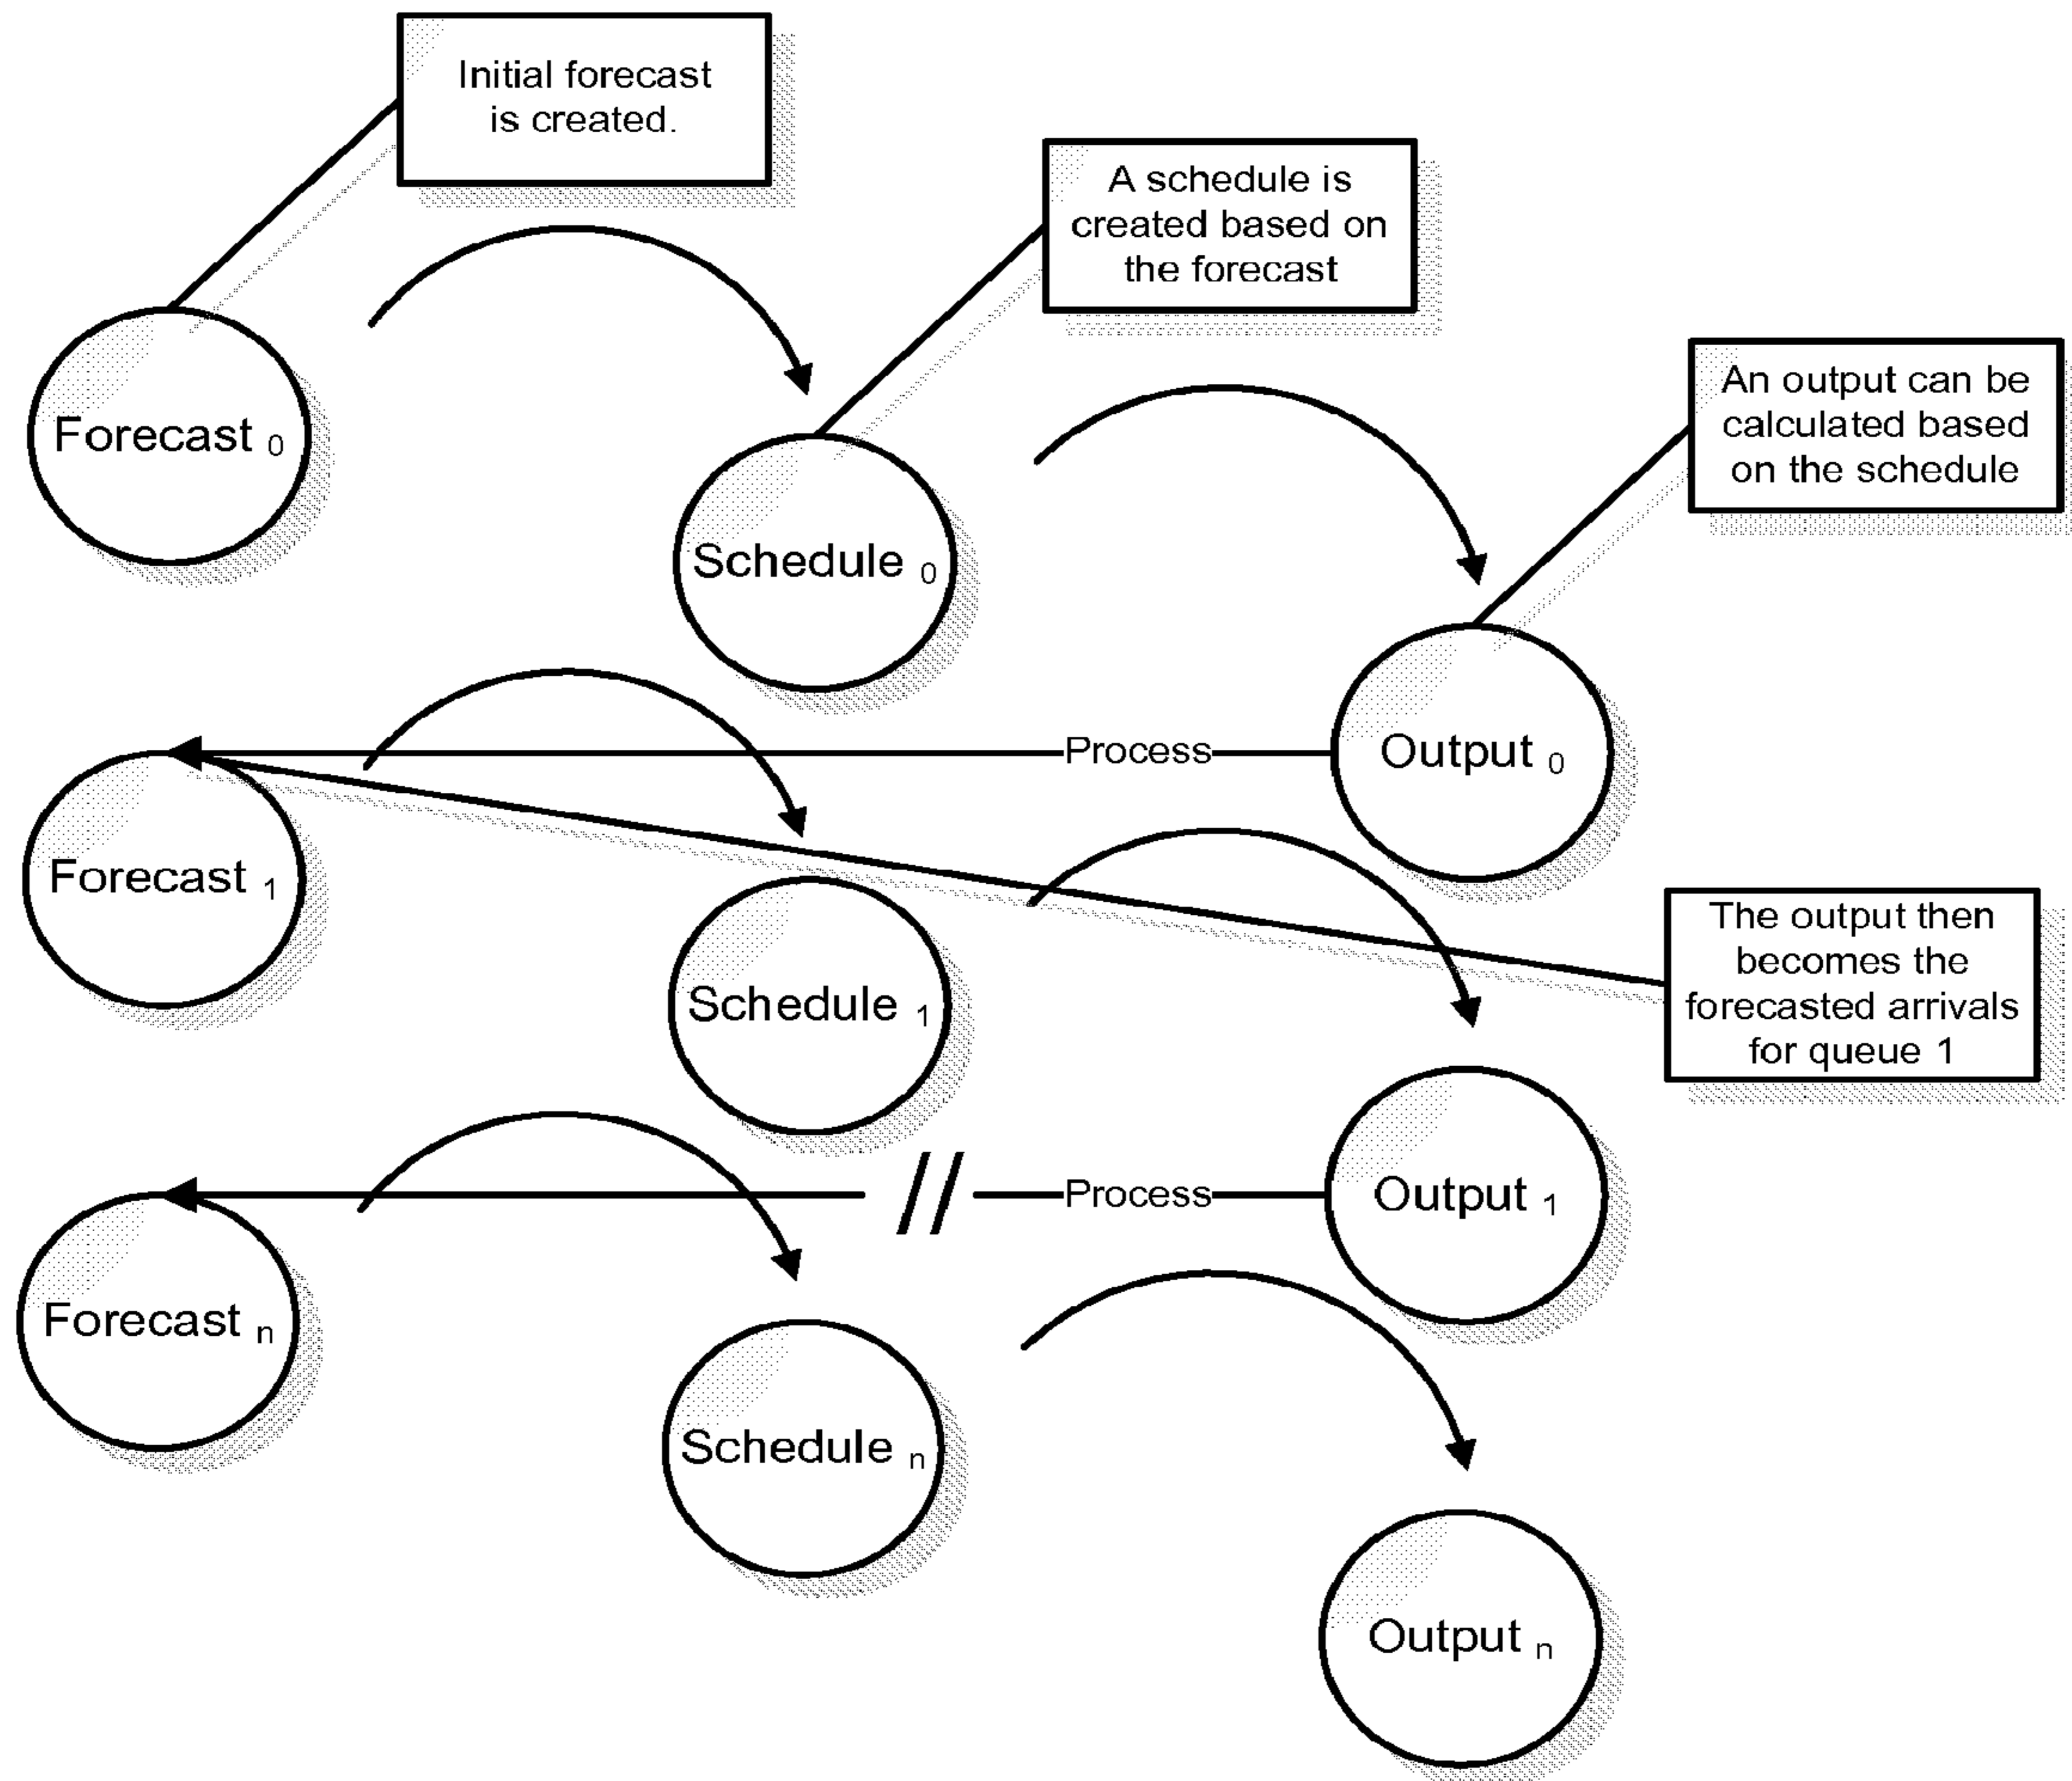 Initial forecast
is created.
A schedule is
created based on
the forecast
An output can be
calculated based
on the schedule
Forecast 0
Schedule 0
Output 0
Process
Forecast 1
Schedule 1
The output then
becomes the
forecasted arrivals
for queue 1
Output 1
Process
Forecast n
Schedule n
Output n